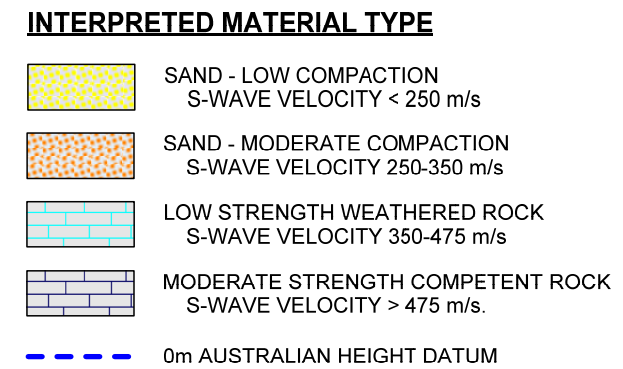 INTERPRETED MATERIAL TYPE
SAND - LOW COMPACTION
S-WAVE VELOCITY < 250 m/s
SAND - MODERATE COMPACTION
S-WAVE VELOCITY 250-350 m/s
LOW STRENGTH WEATHERED ROCK
S-WAVE VELOCITY 350-475 m/s
MODERATE STRENGTH COMPETENT ROCK
S-WAVE VELOCITY > 475 m/s.
0m AUSTRALIAN HEIGHT DATUM